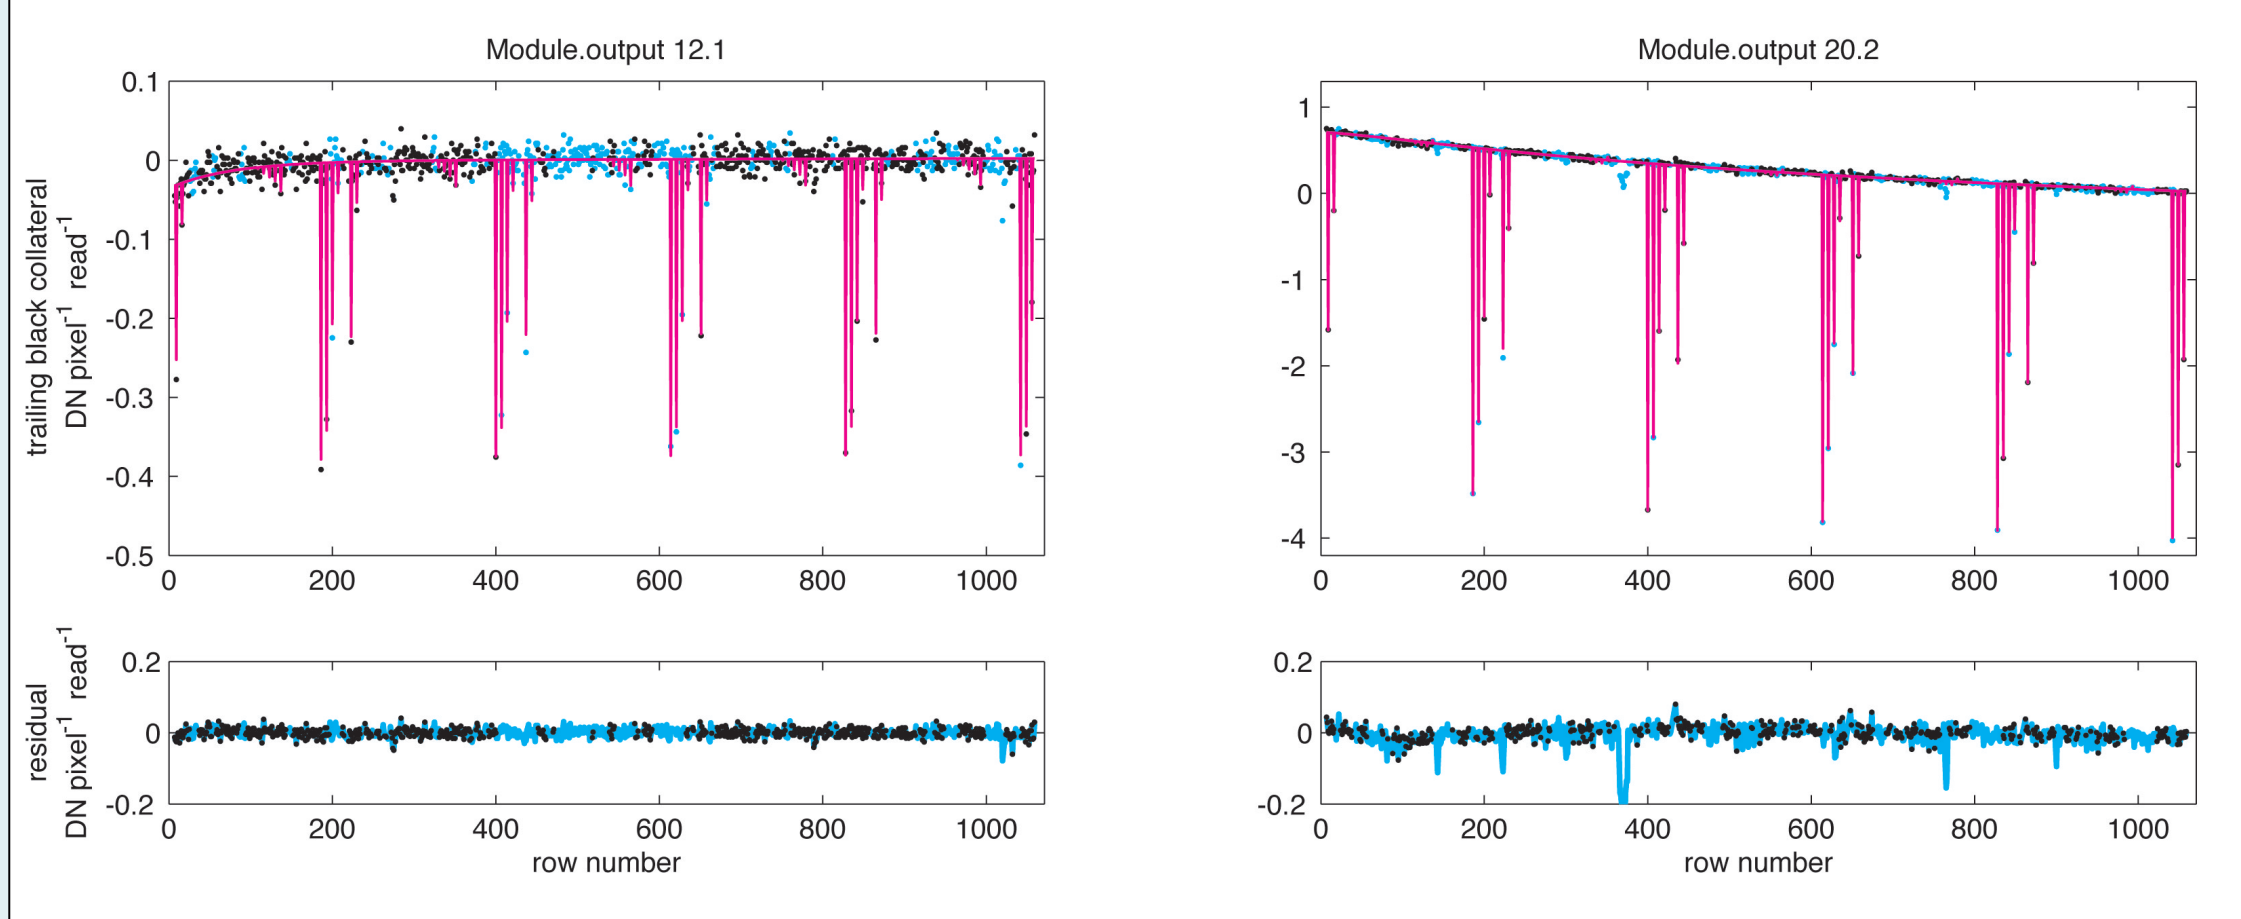 Module.output 12.1
trailing black collateral
DN pixel⁻¹ read⁻¹
0.1
0
-0.1
-0.2
-0.3
-0.4
-0.5
0 200 400 600 800 1000
residual
DN pixel⁻¹ read⁻¹
0.2
0
-0.2
0 200 400 600 800 1000
row number
Module.output 20.2
1
0
-1
-2
-3
-4
0 200 400 600 800 1000
0.2
0
-0.2
0 200 400 600 800 1000
row number